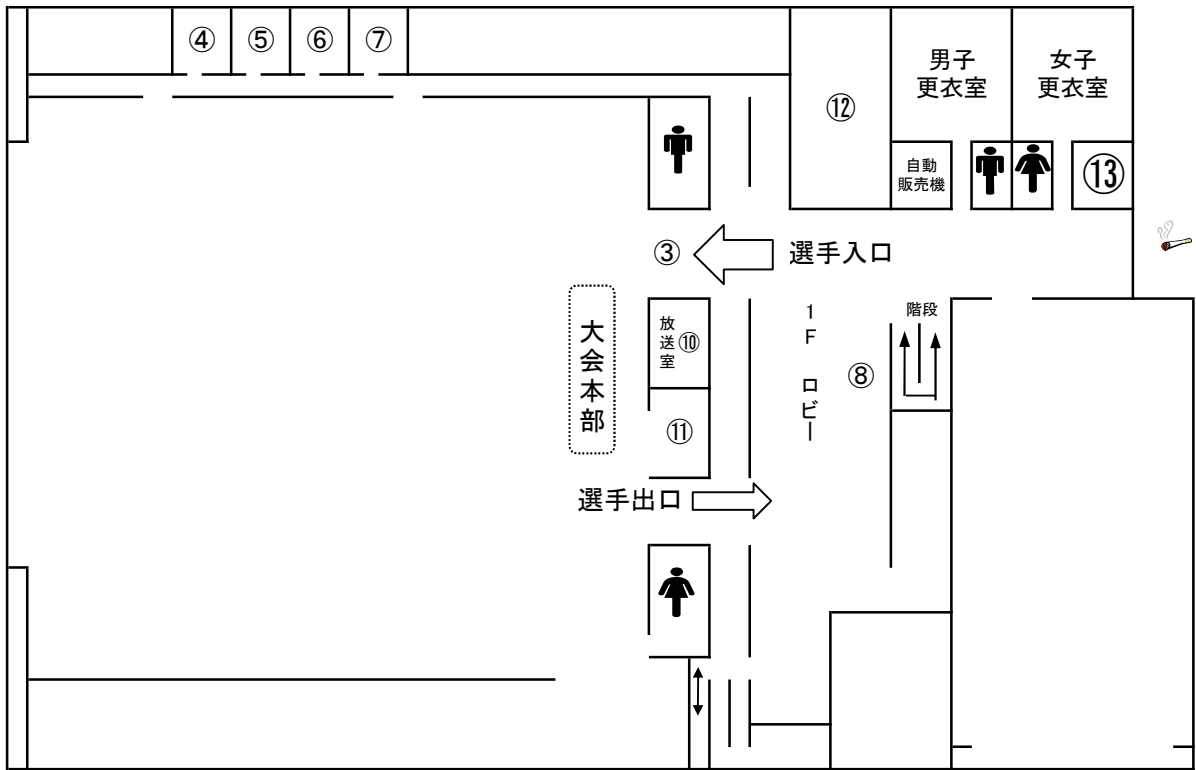 ④
⑤
⑥
⑦
男子
更衣室
女子
更衣室
⑫
自動
販売機
⑬
③
選手入口
大会本部
放送室
⑩
1F ロビー
階段
⑧
⑪
選手出口